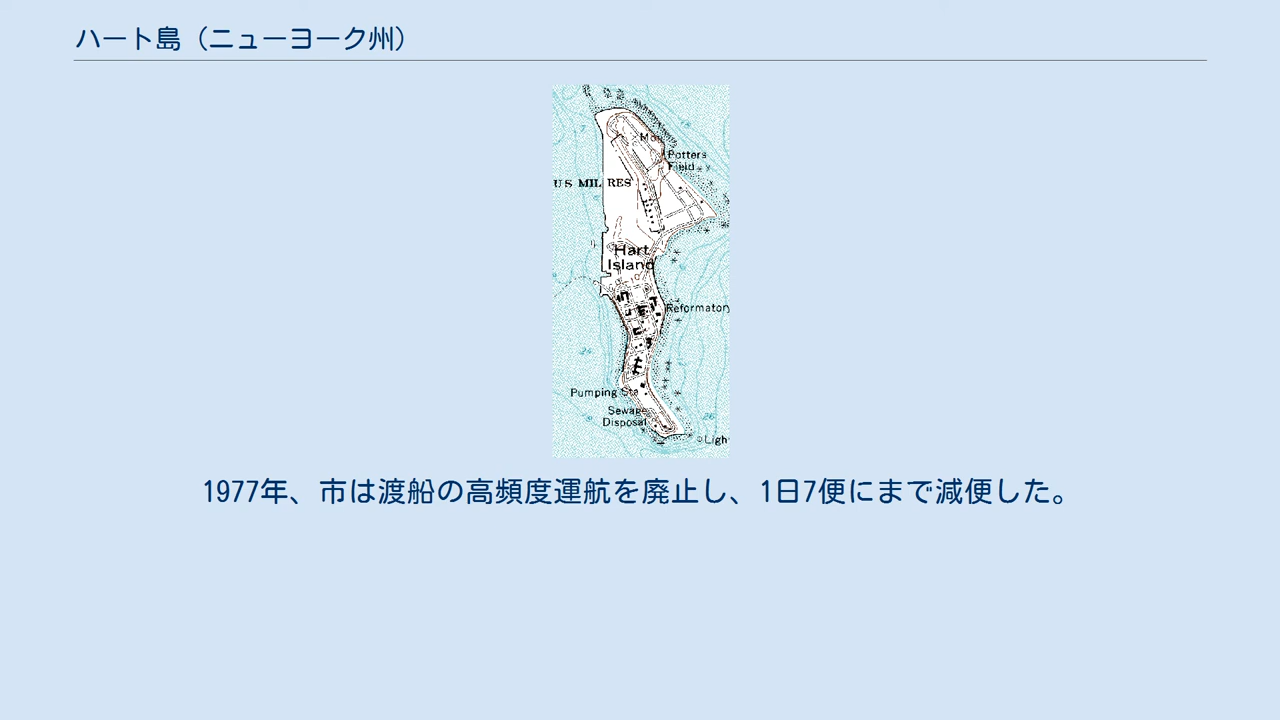 ハート島（ニューヨーク州）
Potters
Field
US MIL RES
Hart
Island
Reformatory
Pumping Sta
Sewage
Disposal
1977年、市は渡船の高頻度運航を廃止し、1日7便にまで減便した。